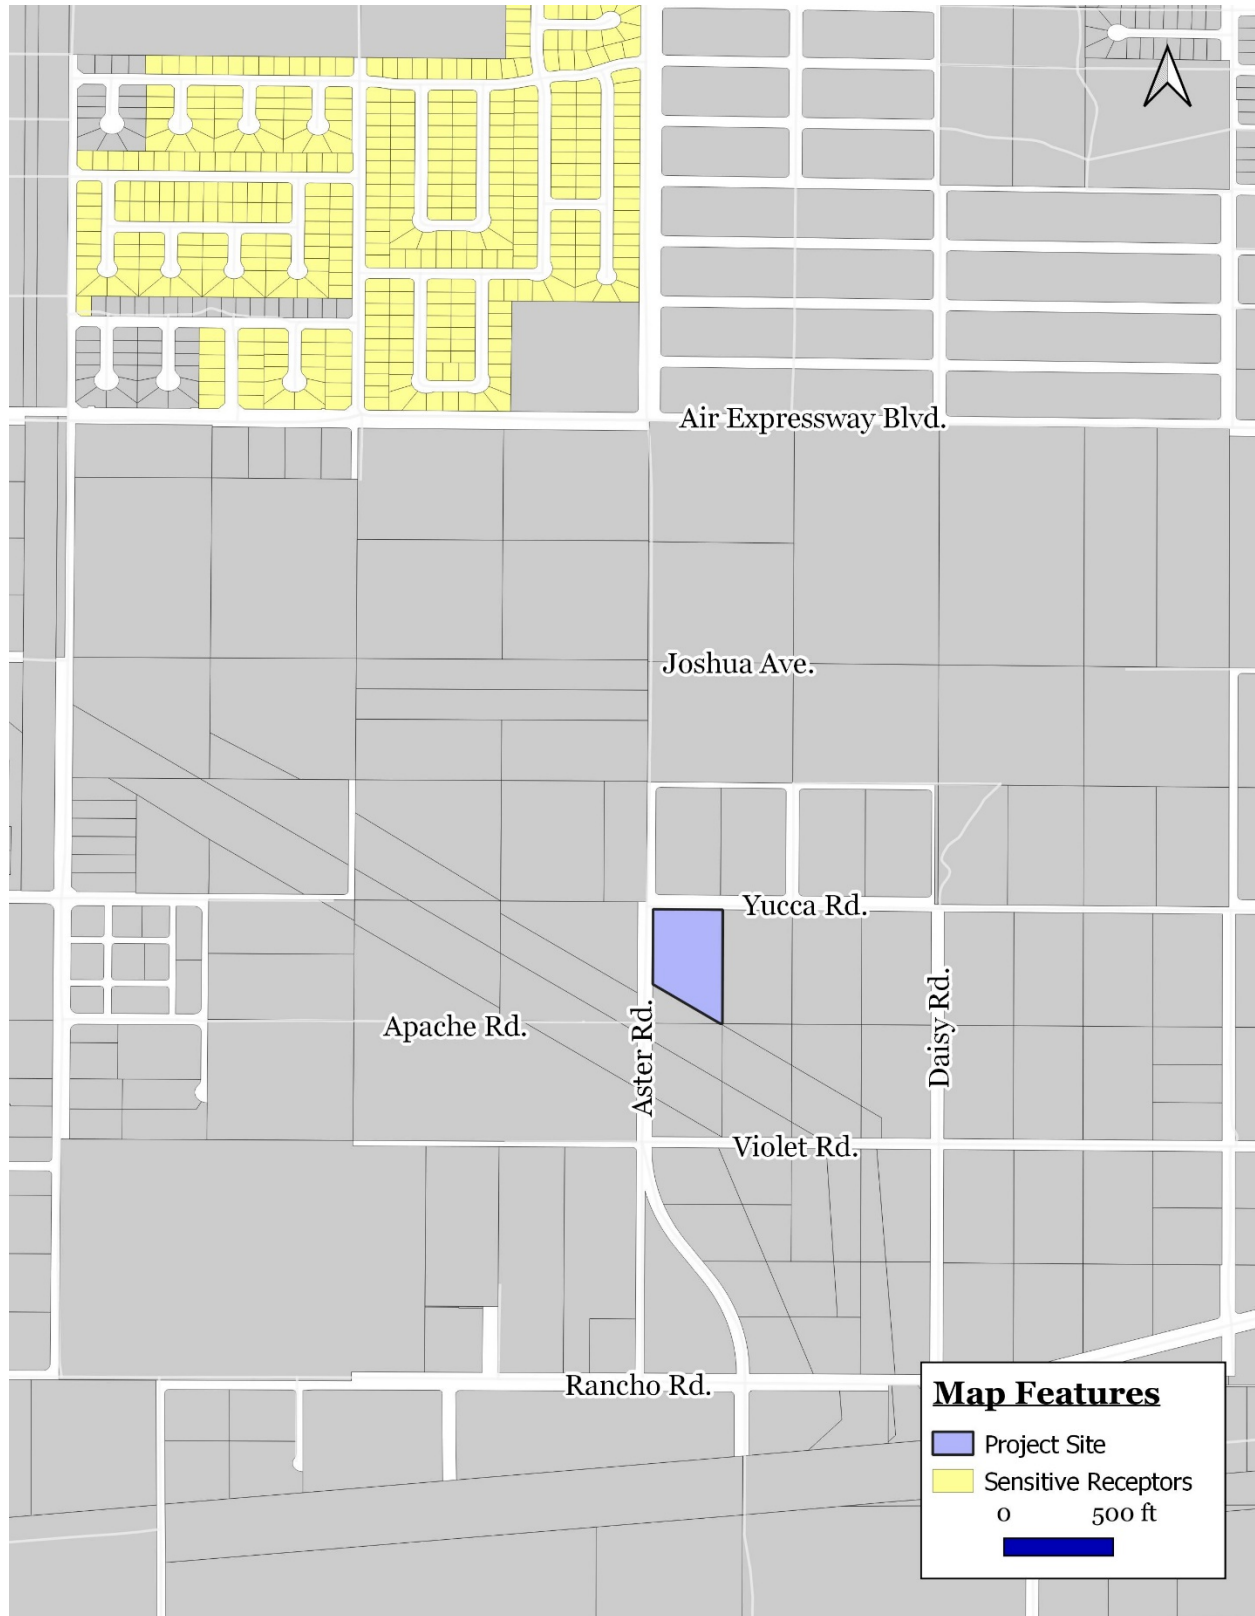 Air Expressway Blvd.
Joshua Ave.
Yucca Rd.
Daisy Rd.
Apache Rd.
Aster Rd.
Violet Rd.
Rancho Rd.
Map Features
Project Site
Sensitive Receptors
0 500 ft